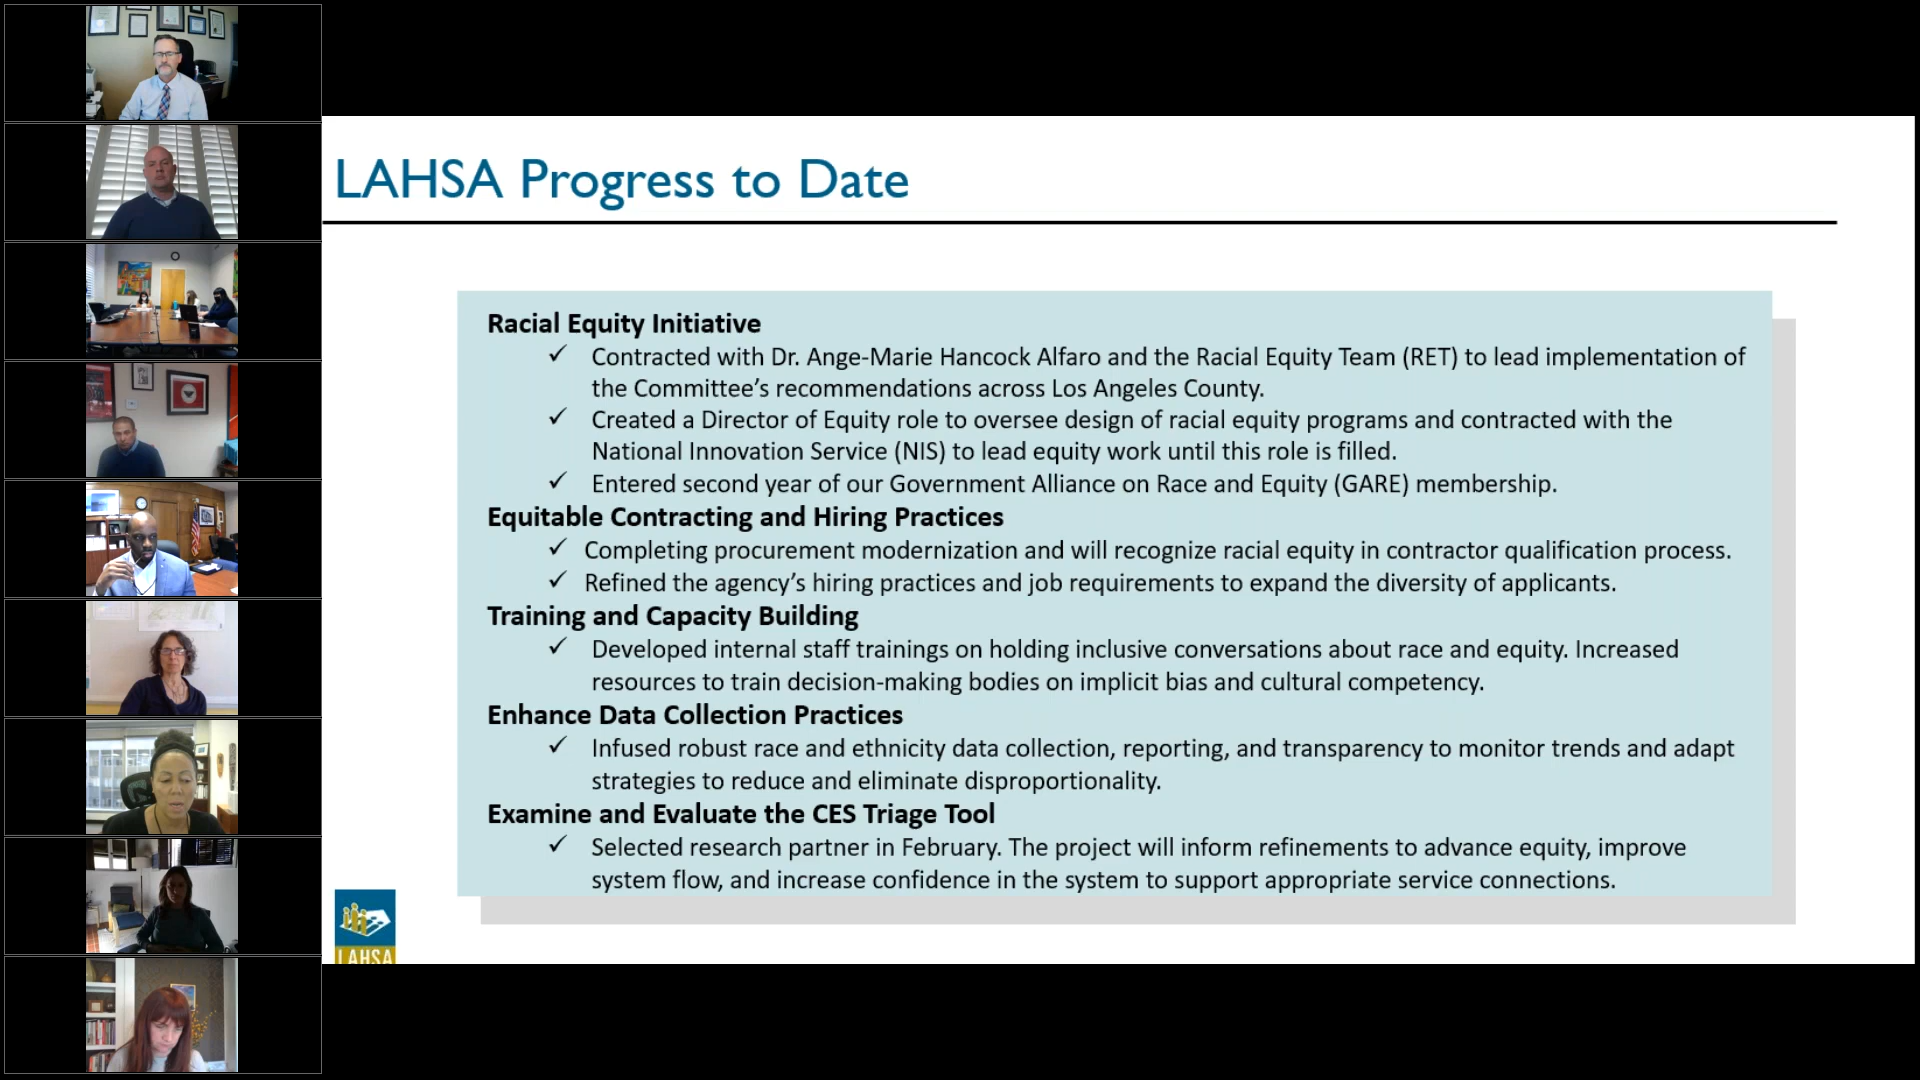 LAHSA Progress to Date
Racial Equity Initiative
✓ Contracted with Dr. Ange-Marie Hancock Alfaro and the Racial Equity Team (RET) to lead implementation of
the Committee’s recommendations across Los Angeles County.
✓ Created a Director of Equity role to oversee design of racial equity programs and contracted with the
National Innovation Service (NIS) to lead equity work until this role is filled.
✓ Entered second year of our Government Alliance on Race and Equity (GARE) membership.
Equitable Contracting and Hiring Practices
✓ Completing procurement modernization and will recognize racial equity in contractor qualification process.
✓ Refined the agency’s hiring practices and job requirements to expand the diversity of applicants.
Training and Capacity Building
✓ Developed internal staff trainings on holding inclusive conversations about race and equity. Increased
resources to train decision-making bodies on implicit bias and cultural competency.
Enhance Data Collection Practices
✓ Infused robust race and ethnicity data collection, reporting, and transparency to monitor trends and adapt
strategies to reduce and eliminate disproportionality.
Examine and Evaluate the CES Triage Tool
✓ Selected research partner in February. The project will inform refinements to advance equity, improve
system flow, and increase confidence in the system to support appropriate service connections.
LAHSA